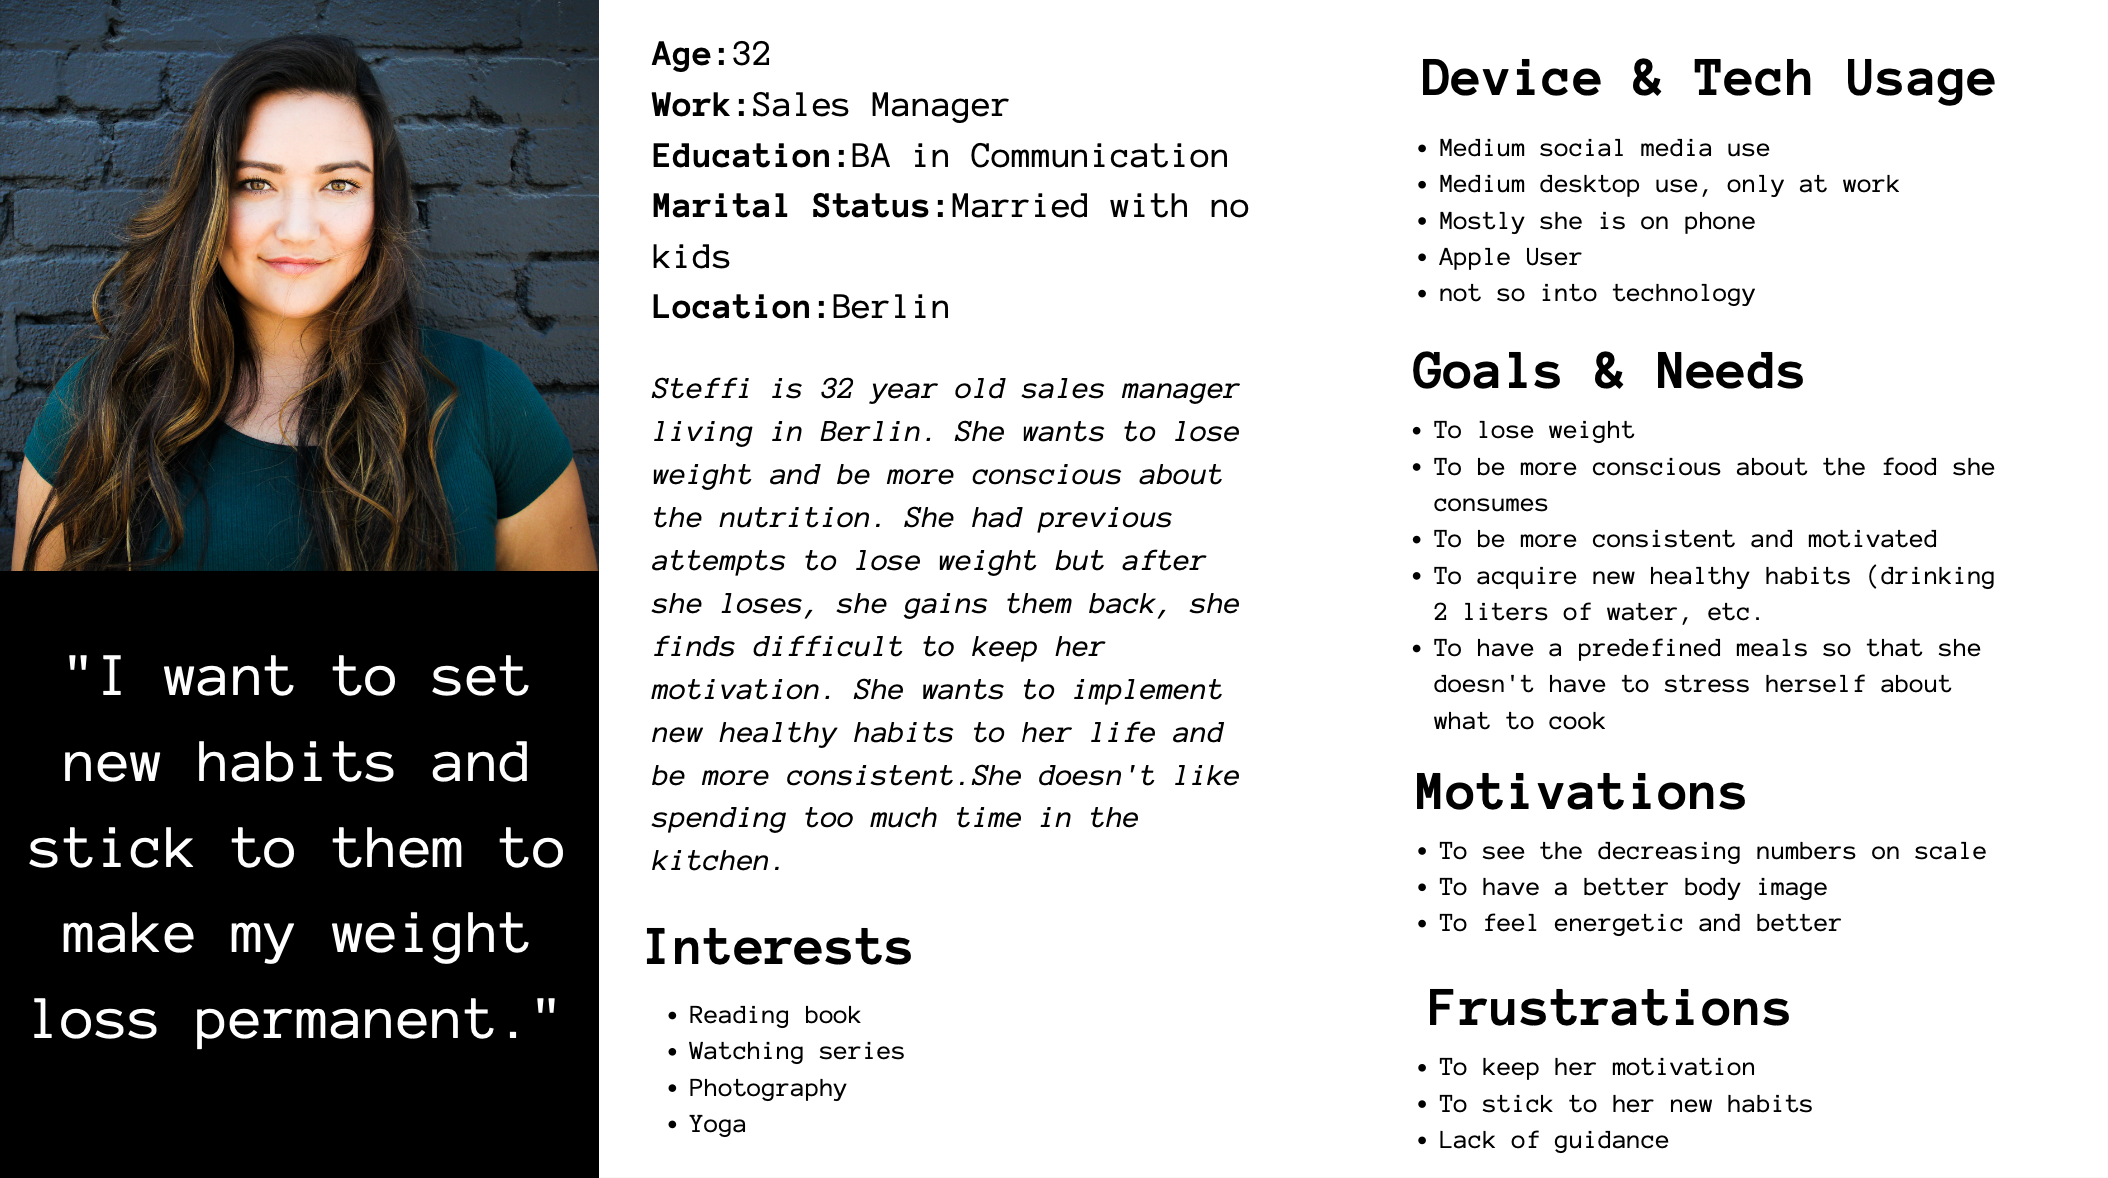 "I want to set
new habits and
stick to them to
make my weight
loss permanent."
Age:32
Work:Sales Manager
Education:BA in Communication
Marital Status:Married with no
kids
Location:Berlin
Steffi is 32 year old sales manager
living in Berlin. She wants to lose
weight and be more conscious about
the nutrition. She had previous
attempts to lose weight but after
she loses, she gains them back, she
finds difficult to keep her
motivation. She wants to implement
new healthy habits to her life and
be more consistent.She doesn't like
spending too much time in the
kitchen.
Interests
• Reading book
• Watching series
• Photography
• Yoga
Device & Tech Usage
• Medium social media use
• Medium desktop use, only at work
• Mostly she is on phone
• Apple User
• not so into technology
Goals & Needs
• To lose weight
• To be more conscious about the food she
consumes
• To be more consistent and motivated
• To acquire new healthy habits (drinking
2 liters of water, etc.
• To have a predefined meals so that she
doesn't have to stress herself about
what to cook
Motivations
• To see the decreasing numbers on scale
• To have a better body image
• To feel energetic and better
Frustrations
• To keep her motivation
• To stick to her new habits
• Lack of guidance